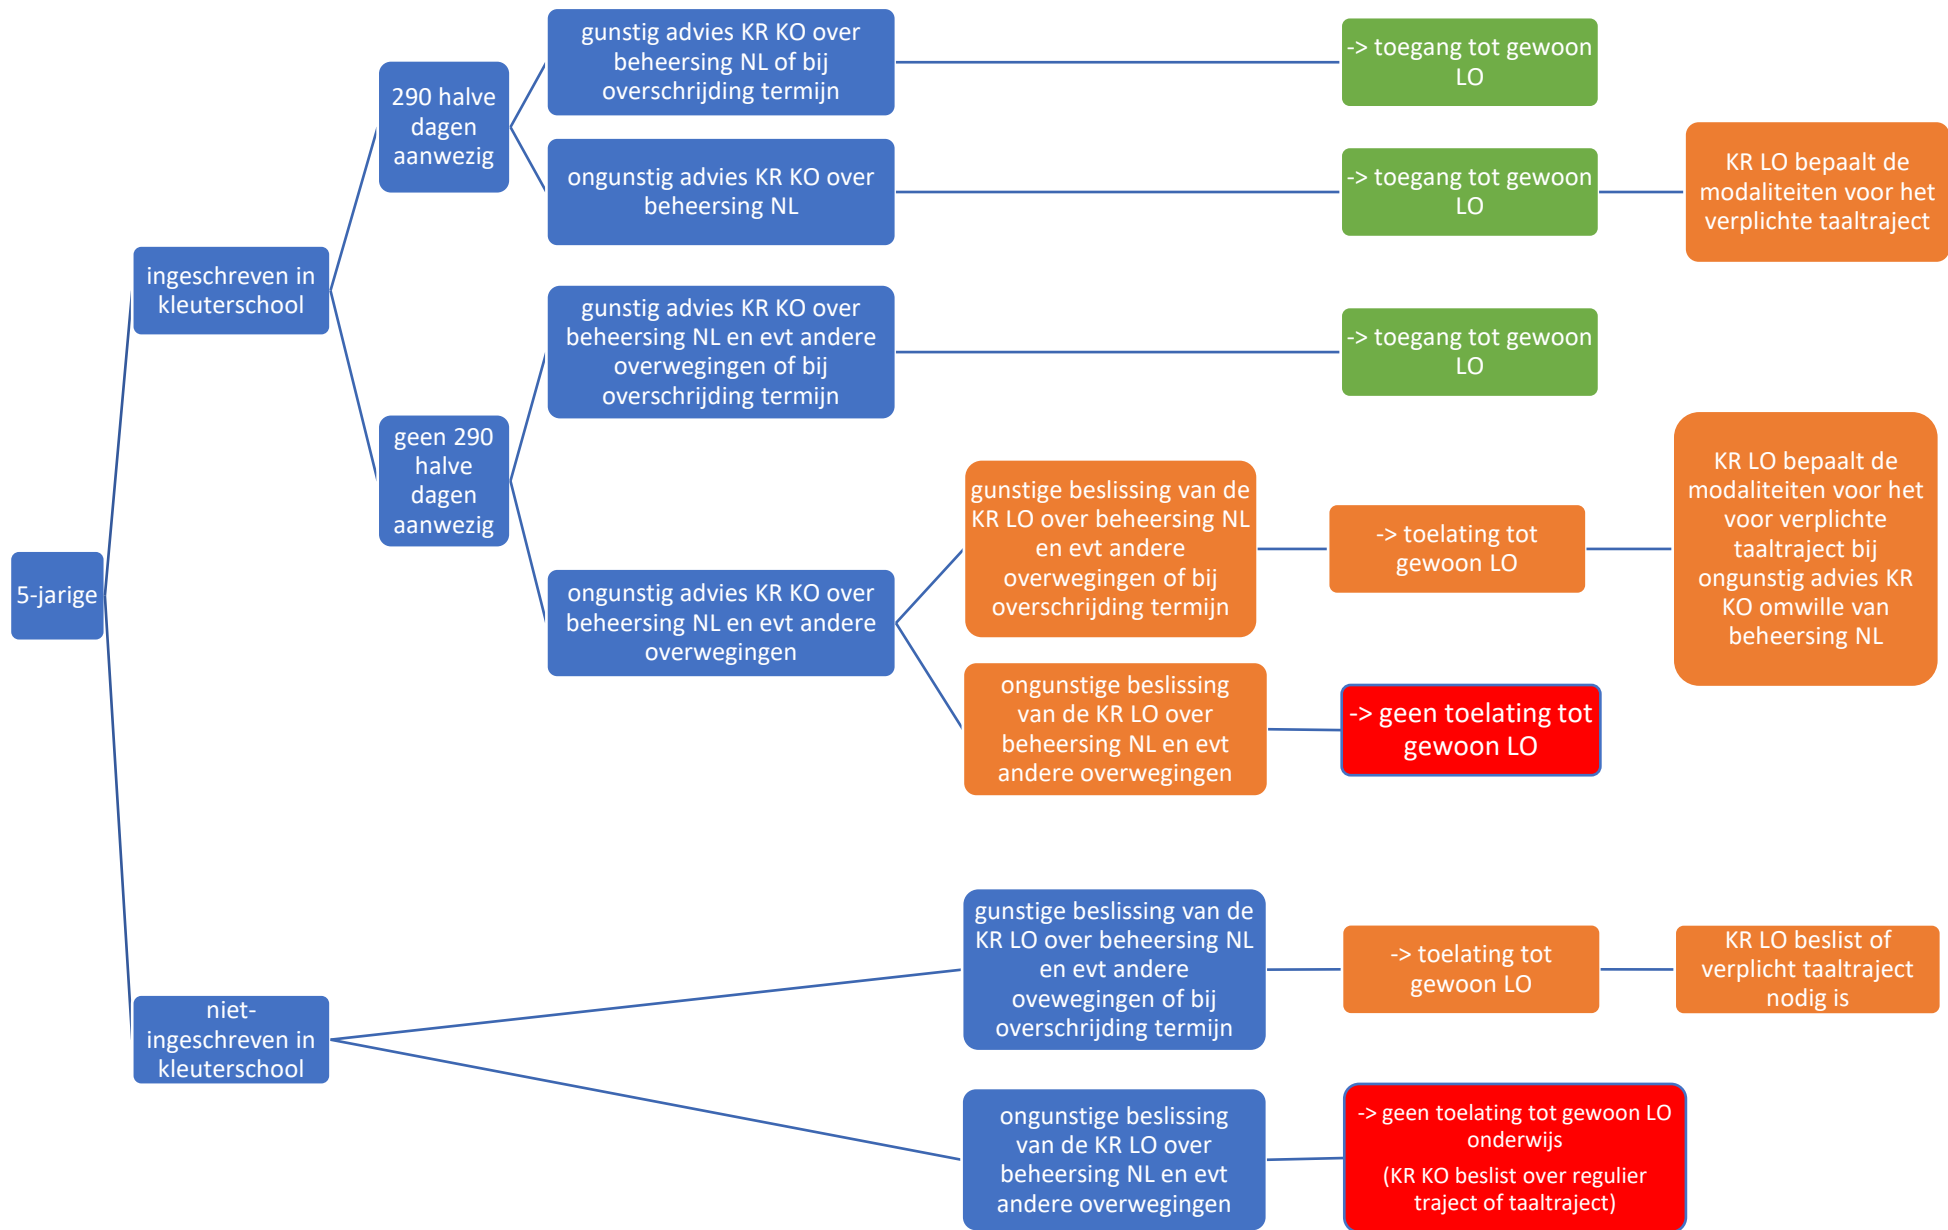 5-jarige
ingeschreven in
kleuterschool
290 halve
dagen
aanwezig
gunstig advies KR KO over
beheersing NL of bij
overschrijding termijn
-> toegang tot gewoon
LO
ongunstig advies KR KO over
beheersing NL
-> toegang tot gewoon
LO
KR LO bepaalt de
modaliteiten voor het
verplichte taaltraject
geen 290
halve
dagen
aanwezig
gunstig advies KR KO over
beheersing NL en evt andere
overwegingen of bij
overschrijding termijn
-> toegang tot gewoon
LO
ongunstig advies KR KO over
beheersing NL en evt andere
overwegingen
gunstige beslissing van de
KR LO over beheersing NL
en evt andere
overwegingen of bij
overschrijding termijn
-> toelating tot
gewoon LO
KR LO bepaalt de
modaliteiten voor het
voor verplichte
taaltraject bij
ongunstig advies KR
KO omwille van
beheersing NL
ongunstige beslissing
van de KR LO over
beheersing NL en evt
andere overwegingen
-> geen toelating tot
gewoon LO
niet-
ingeschreven in
kleuterschool
gunstige beslissing van de
KR LO over beheersing NL
en evt andere
ovewegingen of bij
overschrijding termijn
-> toelating tot
gewoon LO
KR LO beslist of
verplicht taaltraject
nodig is
ongunstige beslissing
van de KR LO over
beheersing NL en evt
andere overwegingen
-> geen toelating tot gewoon LO
onderwijs
(KR KO beslist over regulier
traject of taaltraject)